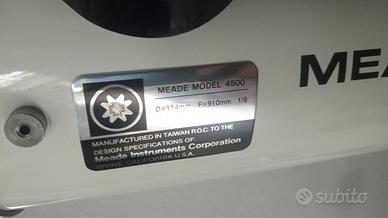 MEADE MODEL 4500
D=114mm F=910mm f/8
MANUFACTURED IN TAIWAN R.O.C. TO THE
DESIGN SPECIFICATIONS OF
Meade Instruments Corporation
IRVINE, CALIFORNIA U.S.A.
MEA
subito